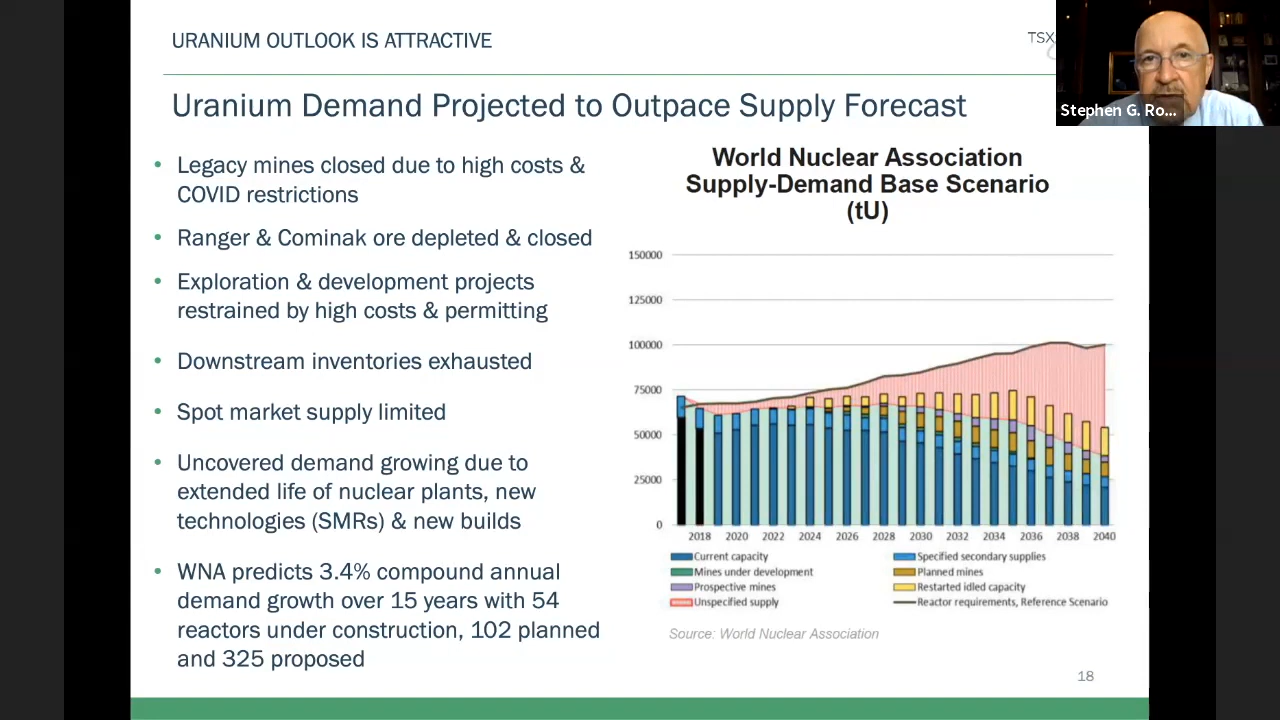 URANIUM OUTLOOK IS ATTRACTIVE
TSX
Stephen G. Ro...
Uranium Demand Projected to Outpace Supply Forecast
• Legacy mines closed due to high costs &
COVID restrictions
• Ranger & Cominak ore depleted & closed
• Exploration & development projects
restrained by high costs & permitting
• Downstream inventories exhausted
• Spot market supply limited
• Uncovered demand growing due to
extended life of nuclear plants, new
technologies (SMRs) & new builds
• WNA predicts 3.4% compound annual
demand growth over 15 years with 54
reactors under construction, 102 planned
and 325 proposed
World Nuclear Association
Supply-Demand Base Scenario
(tU)
150000
125000
100000
75000
50000
25000
0
2018 2020 2022 2024 2026 2028 2030 2032 2034 2036 2038 2040
Current capacity
Specified secondary supplies
Mines under development
Planned mines
Prospective mines
Restarted idled capacity
Unspecified supply
Reactor requirements, Reference Scenario
Source: World Nuclear Association
18